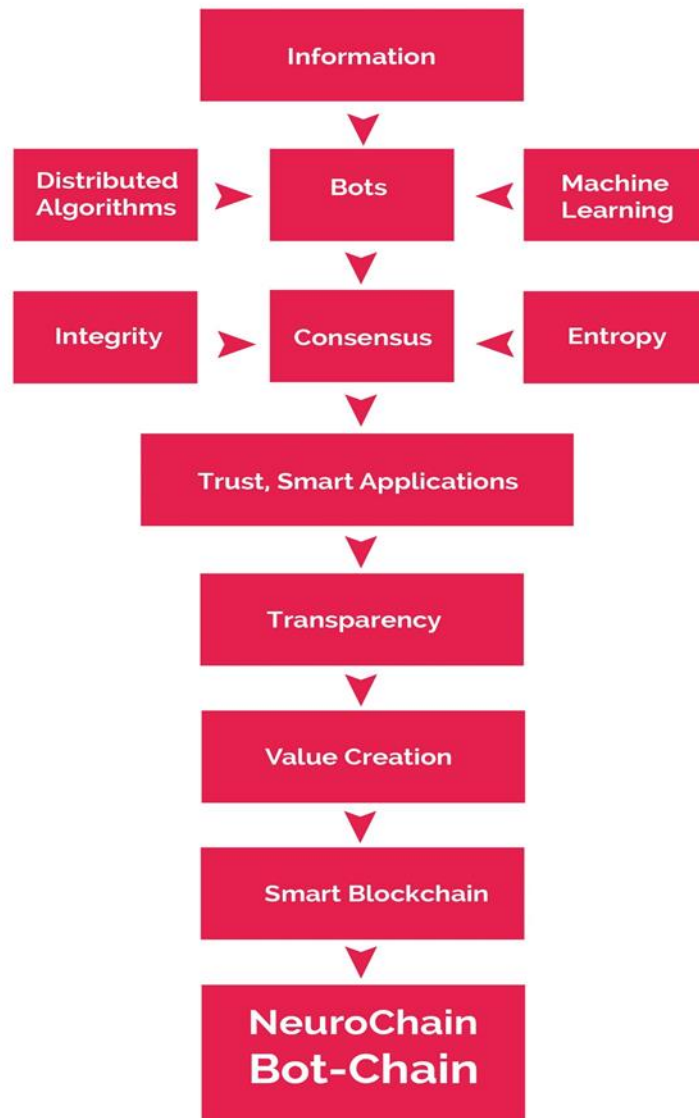 Information
Distributed
Algorithms
Bots
Machine
Learning
Integrity
Consensus
Entropy
Trust, Smart Applications
Transparency
Value Creation
Smart Blockchain
NeuroChain
Bot-Chain